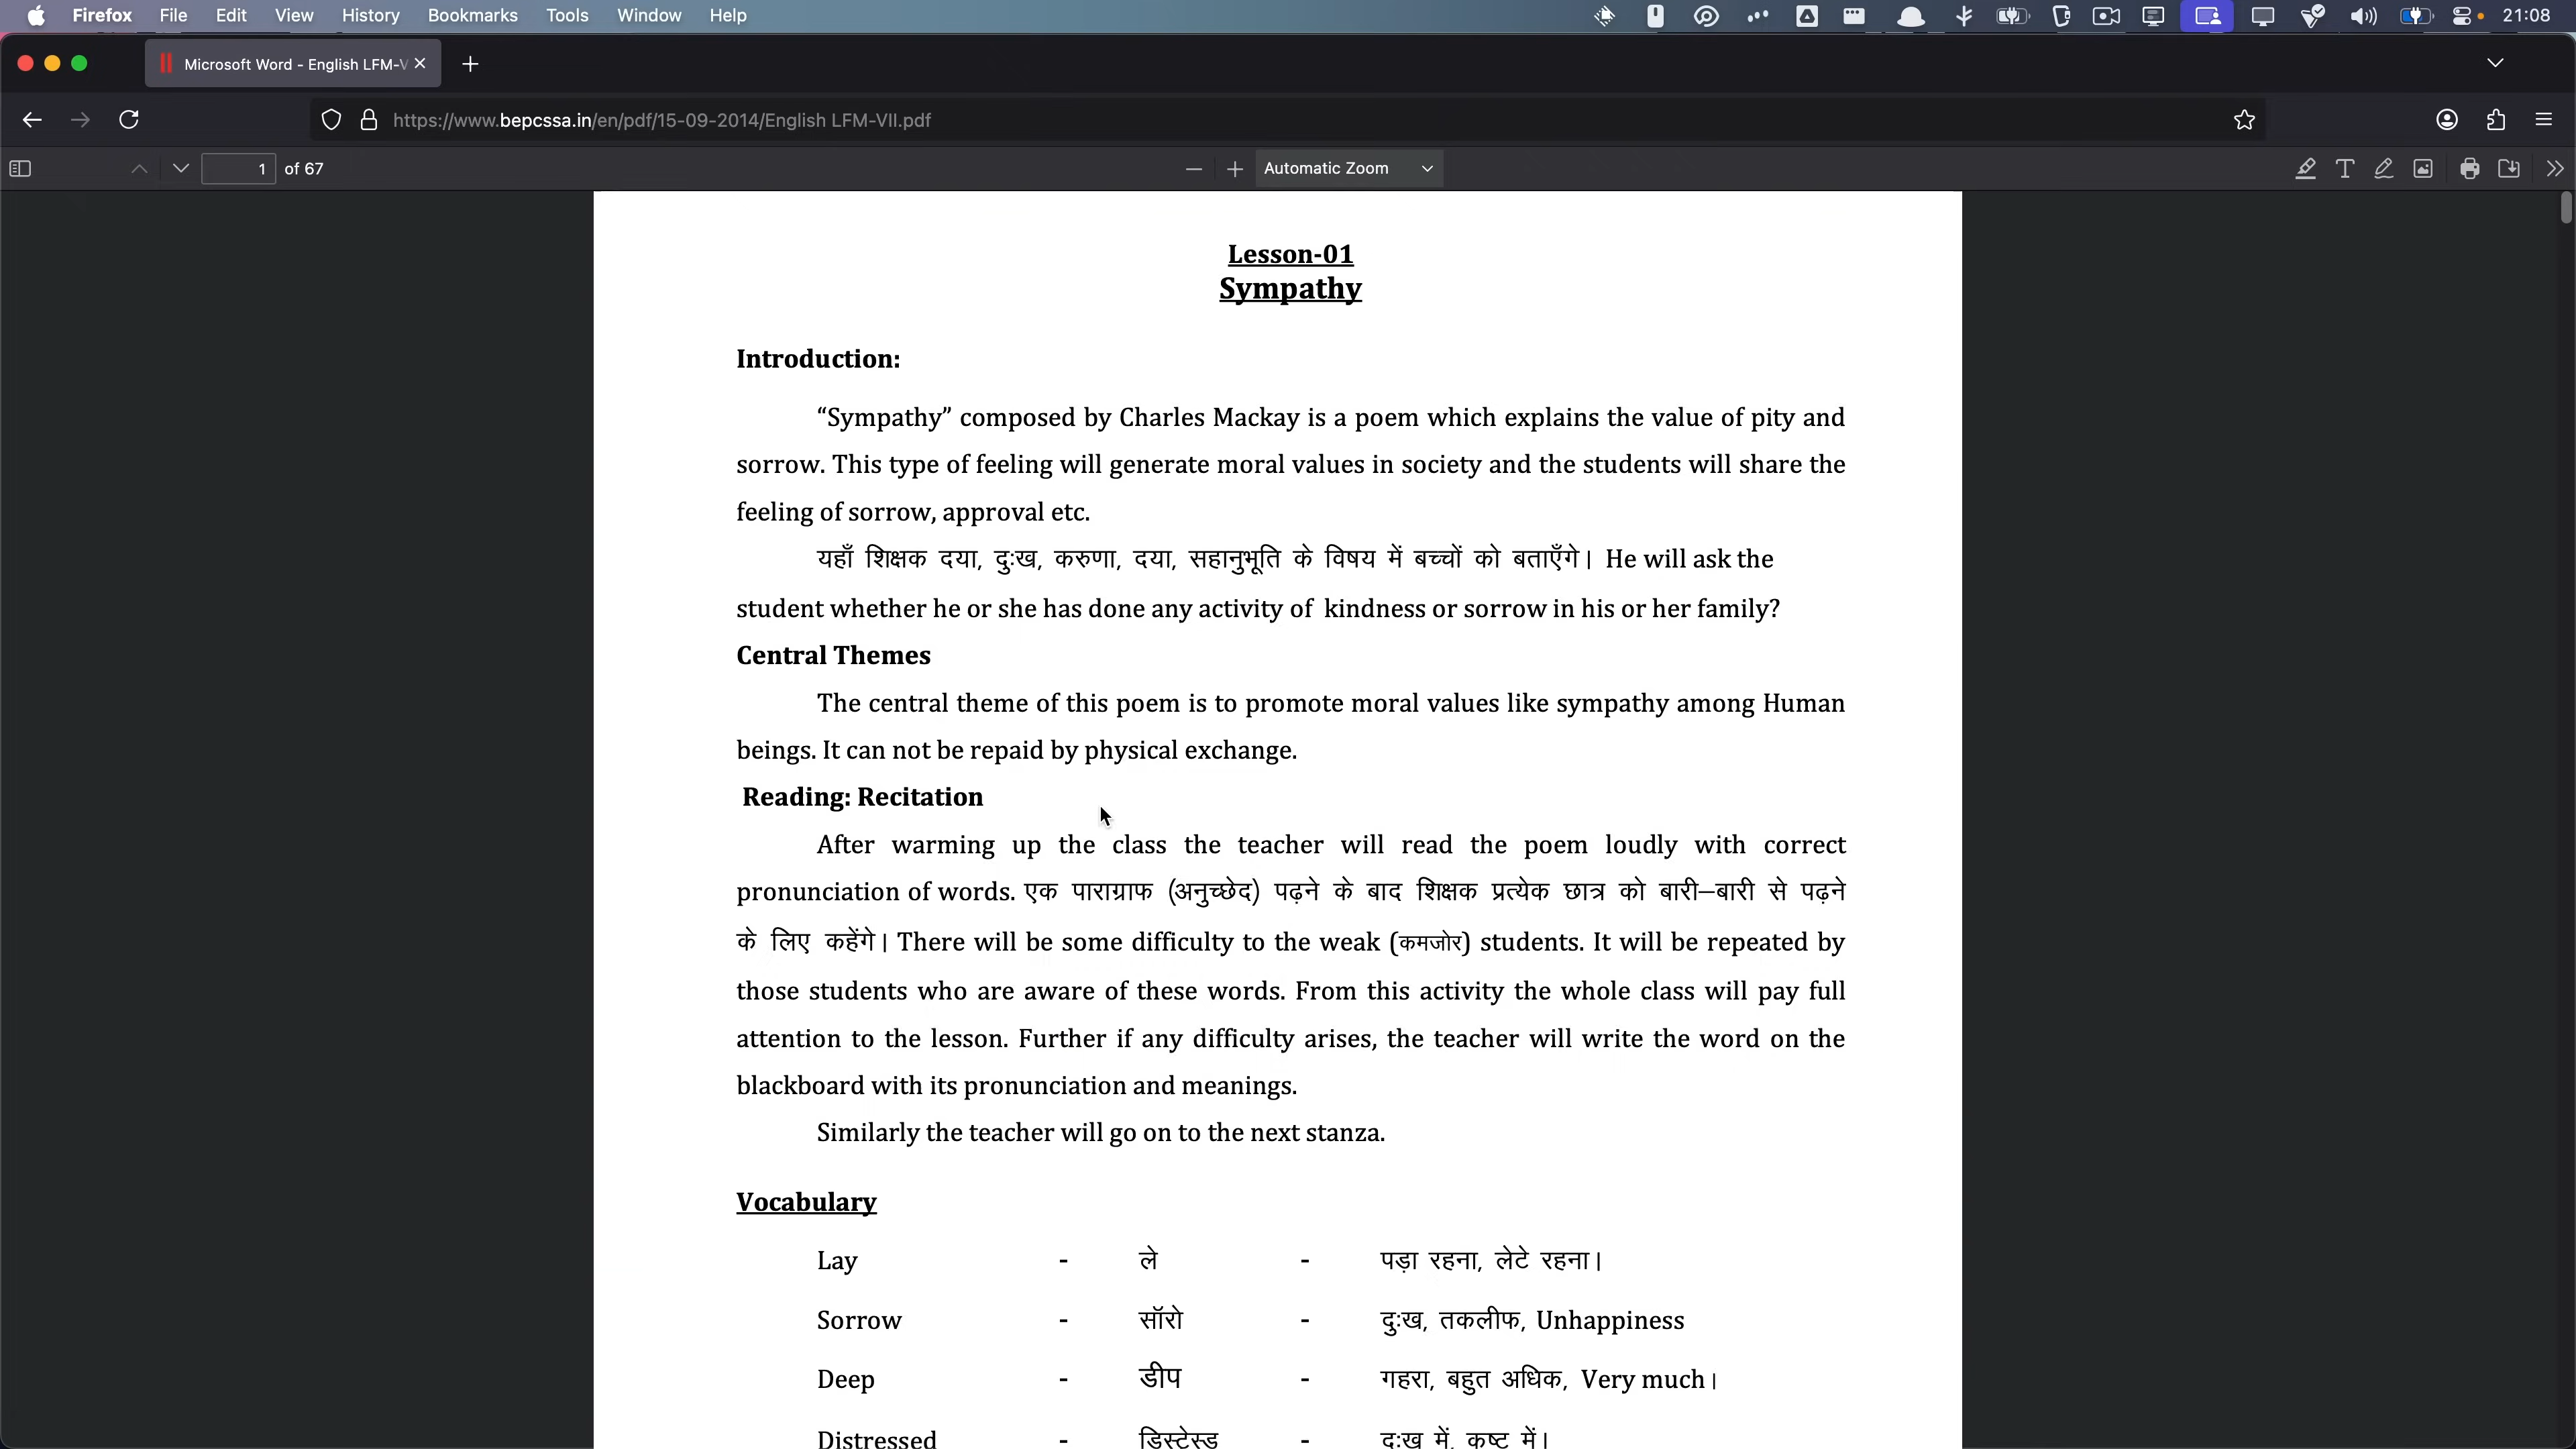 Firefox File Edit View History Bookmarks Tools Window Help 21:08
Microsoft Word - English LFM-V
https://www.bepcssa.in/en/pdf/15-09-2014/English LFM-VII.pdf
1 of 67 Automatic Zoom
Lesson-01
Sympathy
Introduction:
“Sympathy” composed by Charles Mackay is a poem which explains the value of pity and
sorrow. This type of feeling will generate moral values in society and the students will share the
feeling of sorrow, approval etc.
यहाँ शिक्षक दया, दुःख, करुणा, दया, सहानुभूति के विषय में बच्चों को बताएँगे। He will ask the
student whether he or she has done any activity of kindness or sorrow in his or her family?
Central Themes
The central theme of this poem is to promote moral values like sympathy among Human
beings. It can not be repaid by physical exchange.
Reading: Recitation
After warming up the class the teacher will read the poem loudly with correct
pronunciation of words. एक पाराग्राफ (अनुच्छेद) पढ़ने के बाद शिक्षक प्रत्येक छात्र को बारी–बारी से पढ़ने
के लिए कहेंगे। There will be some difficulty to the weak (कमजोर) students. It will be repeated by
those students who are aware of these words. From this activity the whole class will pay full
attention to the lesson. Further if any difficulty arises, the teacher will write the word on the
blackboard with its pronunciation and meanings.
Similarly the teacher will go on to the next stanza.
Vocabulary
Lay - ले - पड़ा रहना, लेटे रहना।
Sorrow - सॉरो - दुःख, तकलीफ, Unhappiness
Deep - डीप - गहरा, बहुत अधिक, Very much।
Distressed - डिस्टेस्ड - दुःख में, कष्ट में।